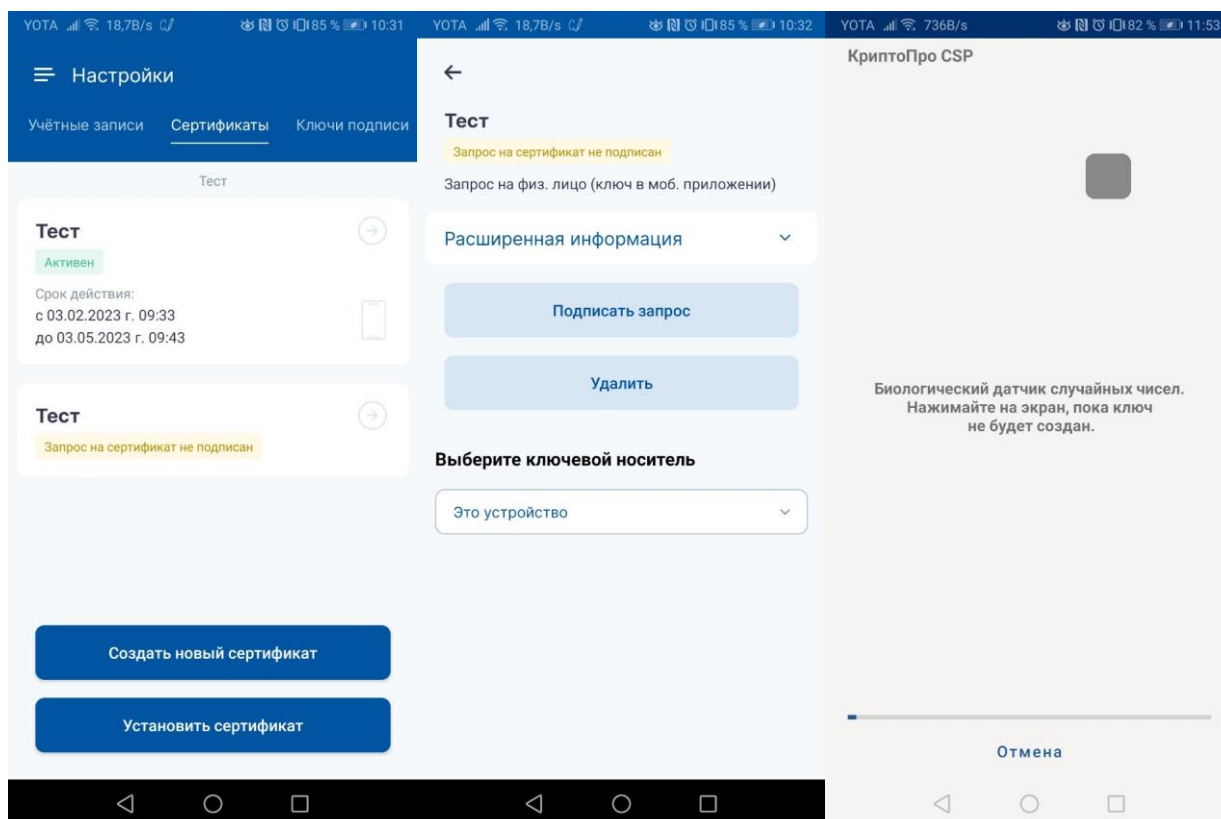 YOTA 18,7B/s 85 % 10:31
Настройки
Учётные записи Сертификаты Ключи подписи
Тест
Тест
Активен
Срок действия:
с 03.02.2023 г. 09:33
до 03.05.2023 г. 09:43
Тест
Запрос на сертификат не подписан
Создать новый сертификат
Установить сертификат
YOTA 18,7B/s 85 % 10:32
Тест
Запрос на сертификат не подписан
Запрос на физ. лицо (ключ в моб. приложении)
Расширенная информация
Подписать запрос
Удалить
Выберите ключевой носитель
Это устройство
YOTA 736B/s 82 % 11:53
КриптоПро CSP
Биологический датчик случайных чисел.
Нажимайте на экран, пока ключ
не будет создан.
Отмена